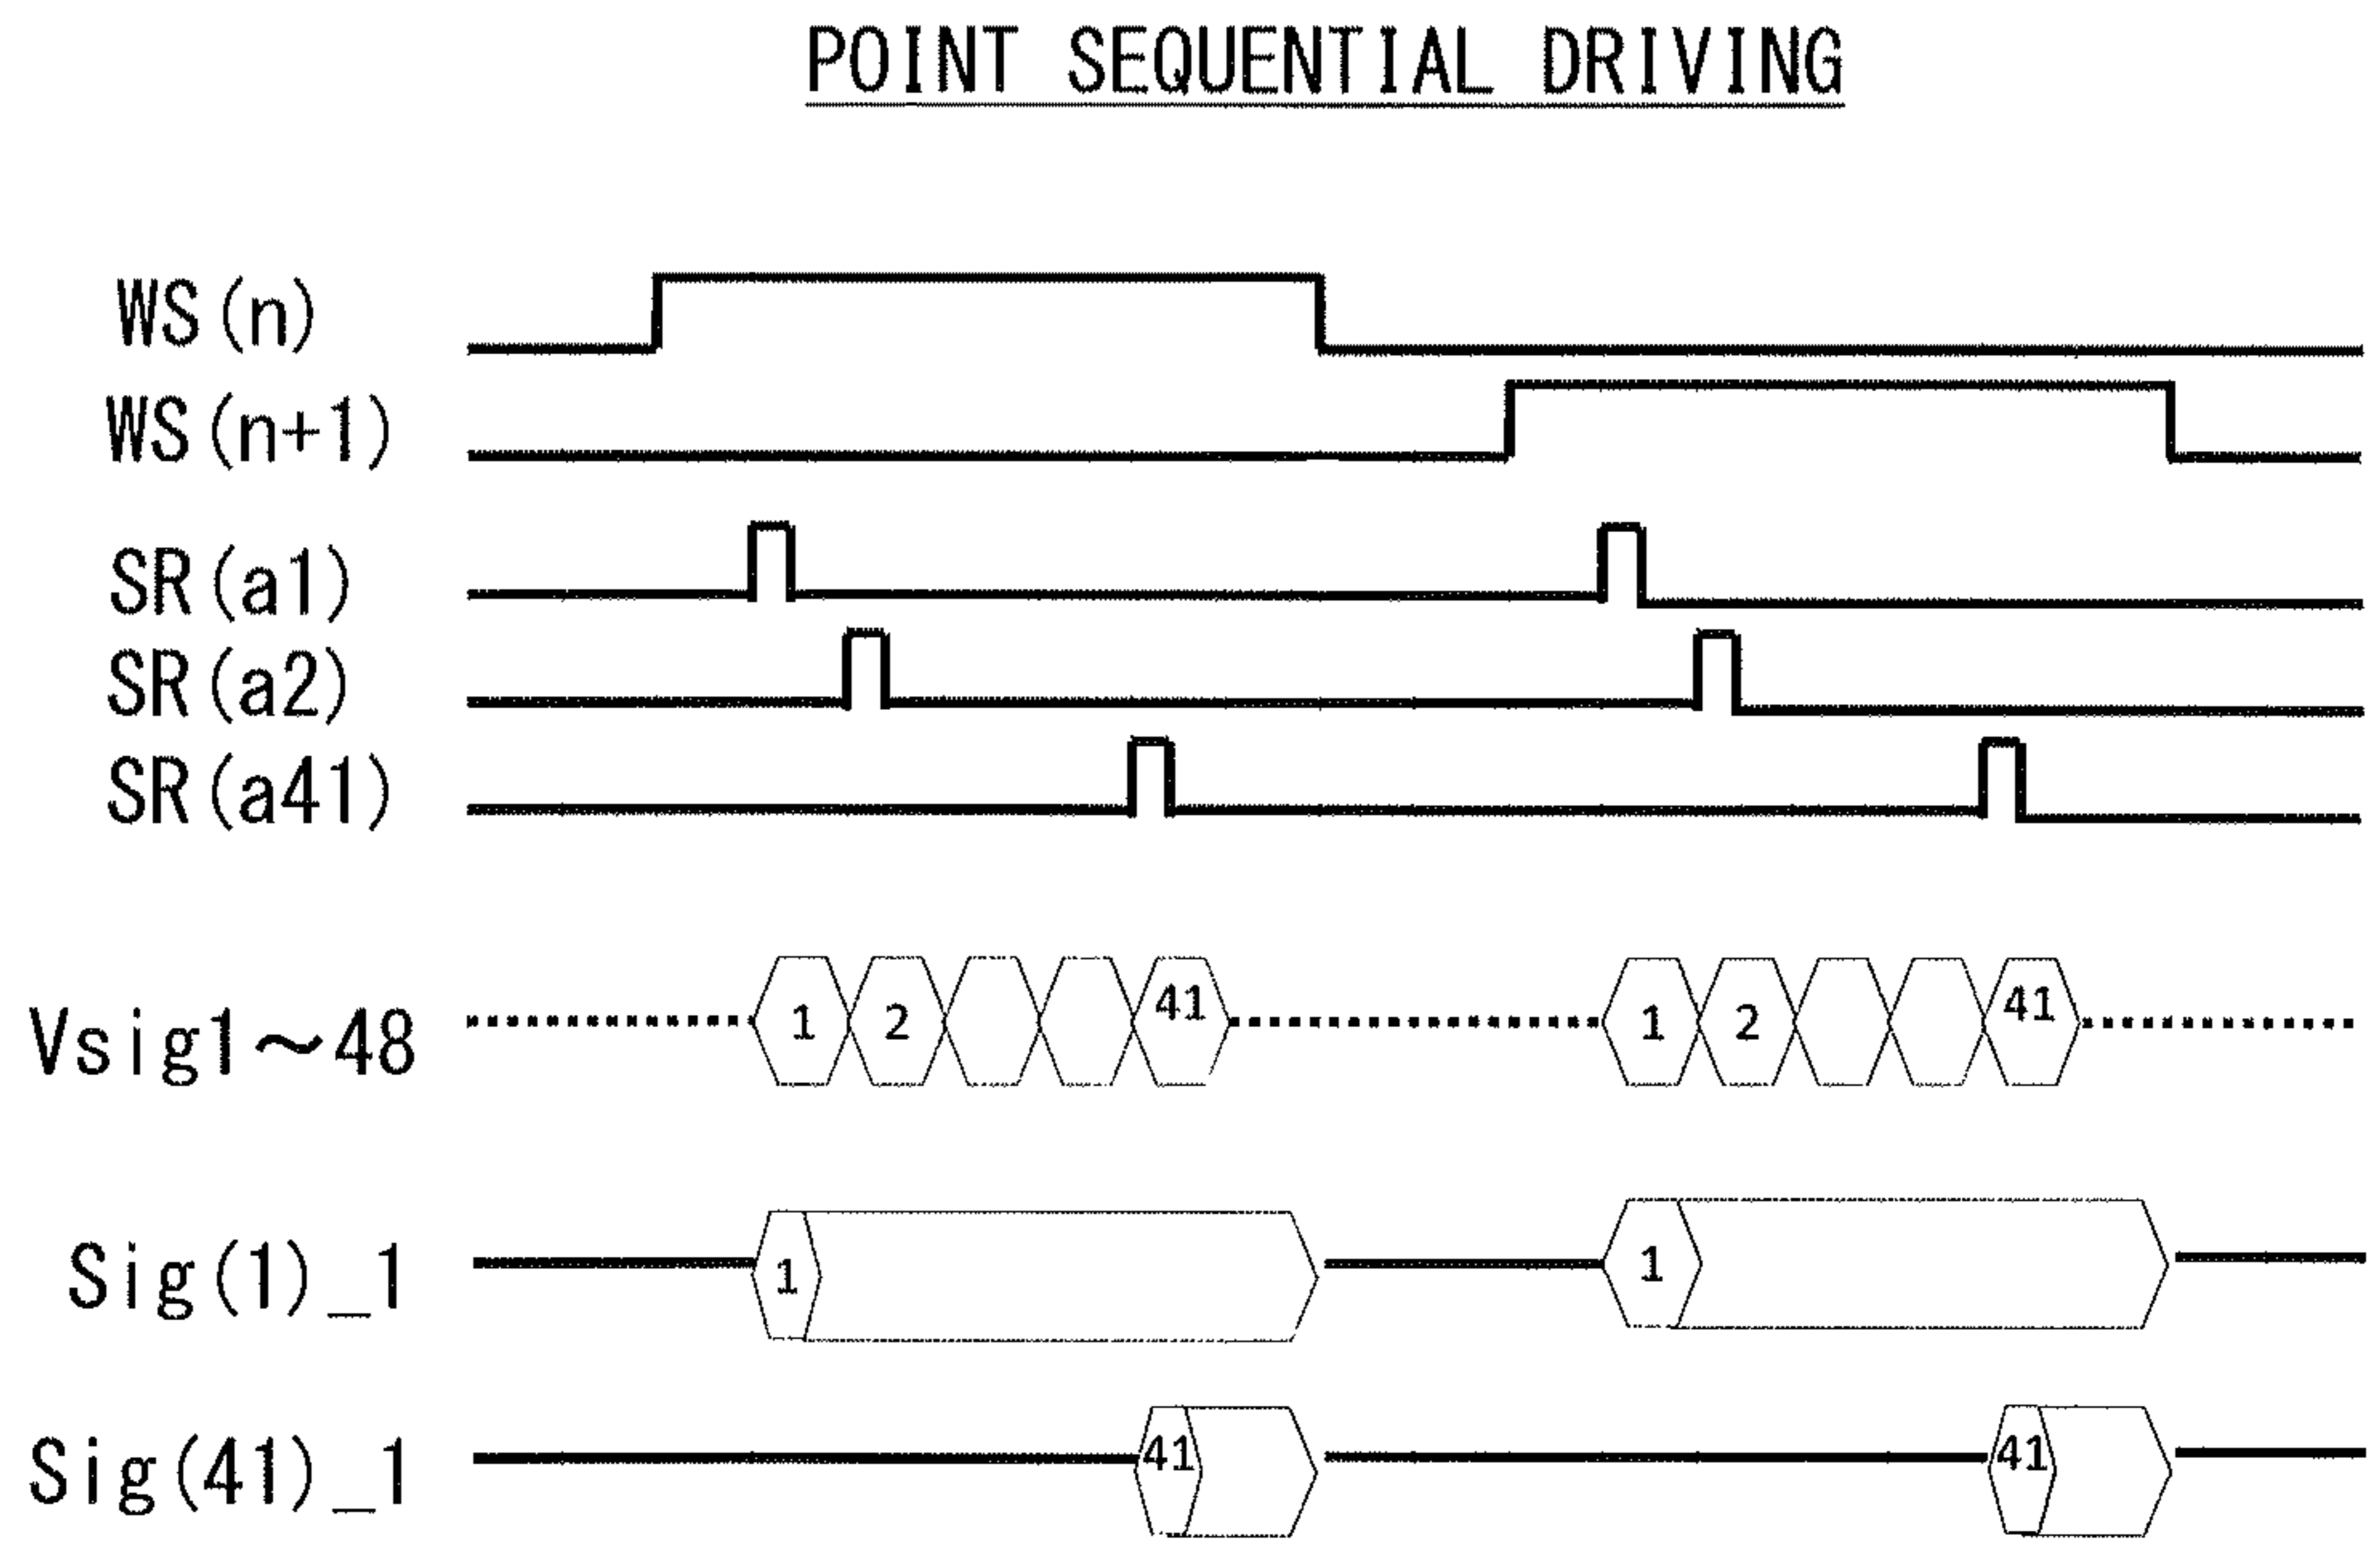 POINT SEQUENTIAL DRIVING
WS(n)
WS(n+1)
SR(a1)
SR(a2)
SR(a41)
Vsig1～48 1 2 41 1 2 41
Sig(1)_1 1 1
Sig(41)_1 41 41